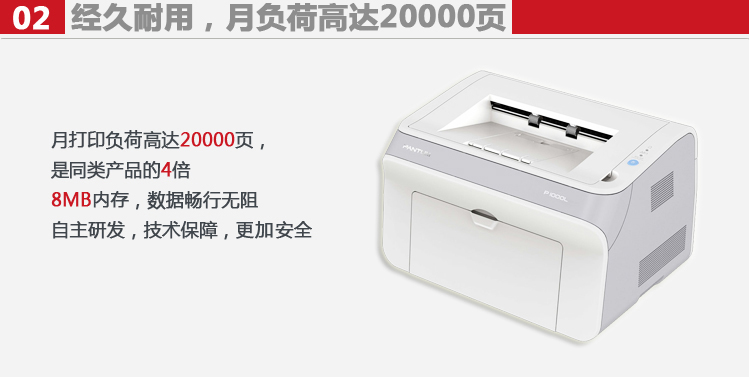 02 经久耐用，月负荷高达20000页
月打印负荷高达20000页，
是同类产品的4倍
8MB内存，数据畅行无阻
自主研发，技术保障，更加安全
PANTUM
P1000L